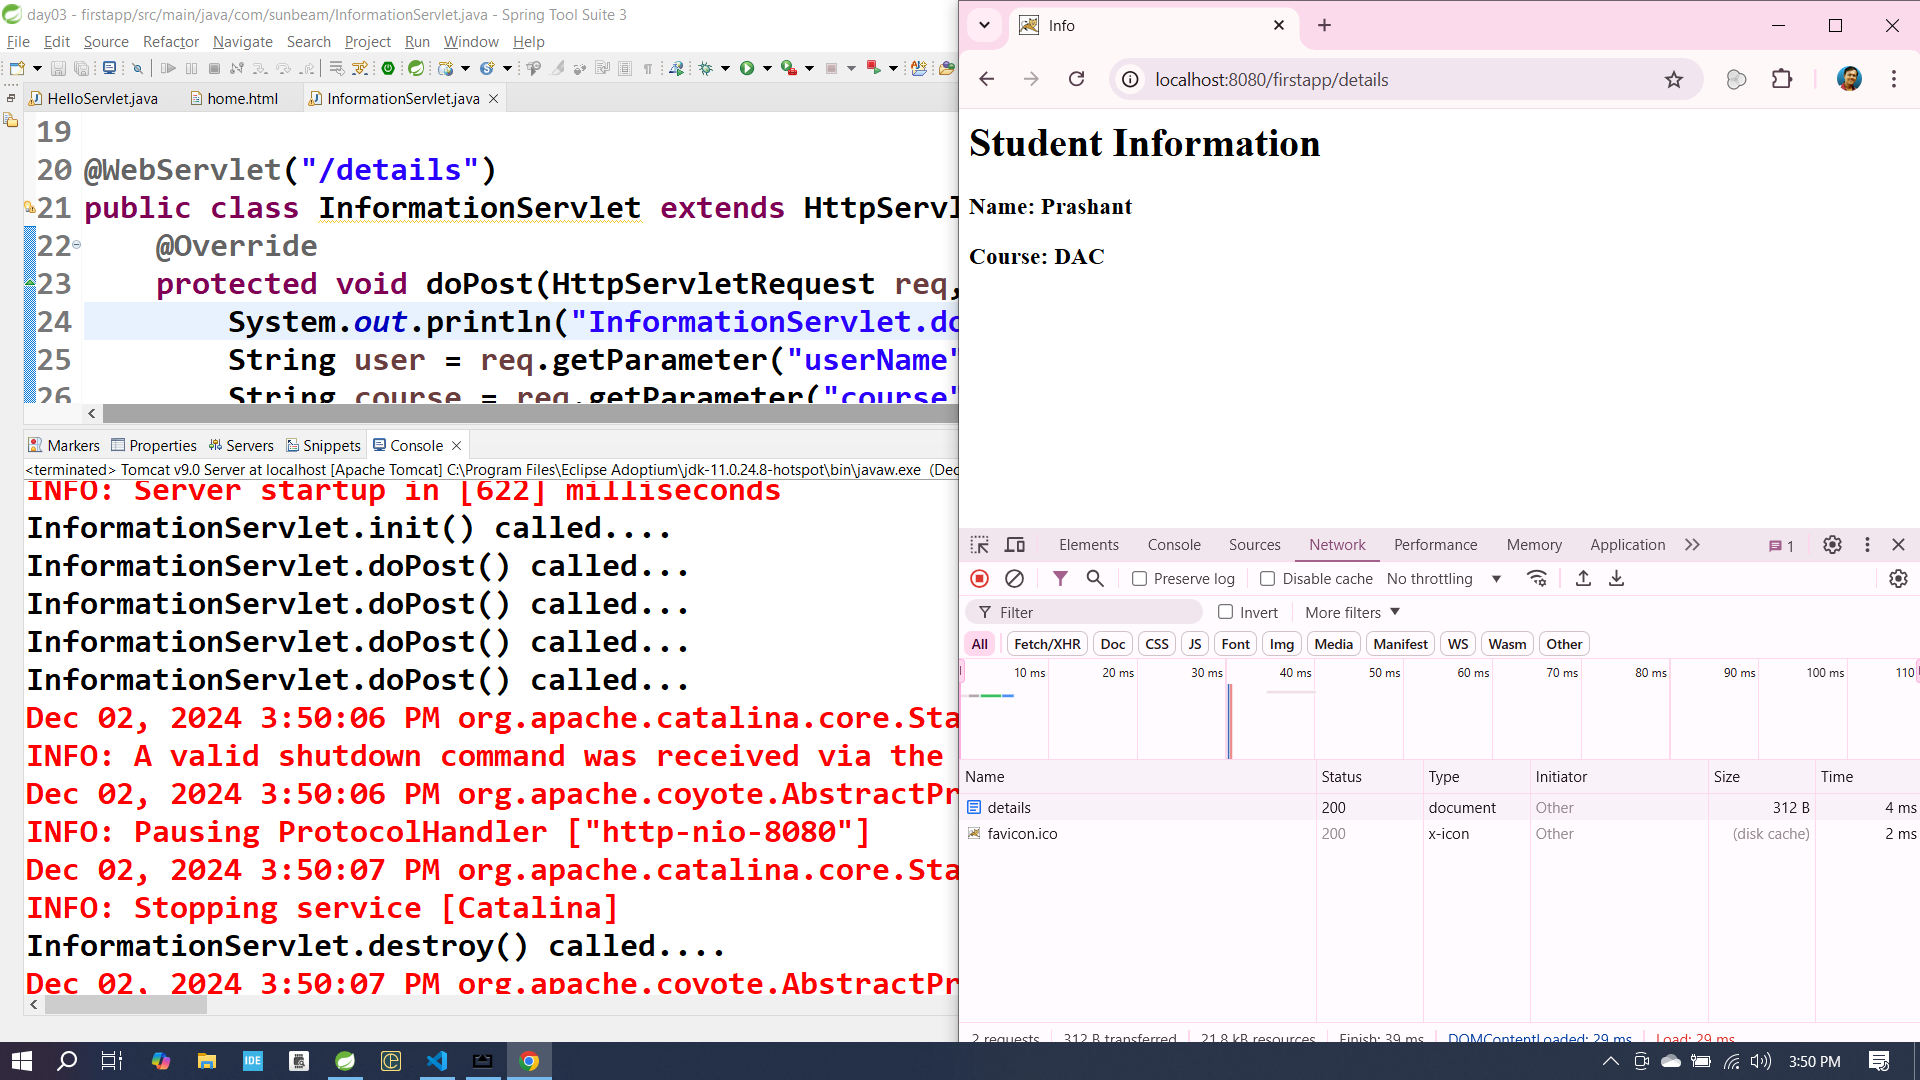 day03 - firstapp/src/main/java/com/sunbeam/InformationServlet.java - Spring Tool Suite 3
File Edit Source Refactor Navigate Search Project Run Window Help
HelloServlet.java home.html InformationServlet.java
19
20 @WebServlet("/details")
21 public class InformationServlet extends HttpServl
22 @Override
23 protected void doPost(HttpServletRequest req,
24 System.out.println("InformationServlet.do
25 String user = req.getParameter("userName"
26 String course = req.getParameter("course"
Markers Properties Servers Snippets Console
<terminated> Tomcat v9.0 Server at localhost [Apache Tomcat] C:\Program Files\Eclipse Adoptium\jdk-11.0.24.8-hotspot\bin\javaw.exe (Dec
INFO: Server startup in [622] milliseconds
InformationServlet.init() called....
InformationServlet.doPost() called...
InformationServlet.doPost() called...
InformationServlet.doPost() called...
InformationServlet.doPost() called...
Dec 02, 2024 3:50:06 PM org.apache.catalina.core.Sta
INFO: A valid shutdown command was received via the
Dec 02, 2024 3:50:06 PM org.apache.coyote.AbstractPr
INFO: Pausing ProtocolHandler ["http-nio-8080"]
Dec 02, 2024 3:50:07 PM org.apache.catalina.core.Sta
INFO: Stopping service [Catalina]
InformationServlet.destroy() called....
Dec 02, 2024 3:50:07 PM org.apache.coyote.AbstractPr
Info
localhost:8080/firstapp/details
Student Information
Name: Prashant
Course: DAC
Elements Console Sources Network Performance Memory Application 1
Preserve log Disable cache No throttling
Filter Invert More filters
All Fetch/XHR Doc CSS JS Font Img Media Manifest WS Wasm Other
10 ms 20 ms 30 ms 40 ms 50 ms 60 ms 70 ms 80 ms 90 ms 100 ms 110
Name Status Type Initiator Size Time
details 200 document Other 312 B 4 ms
favicon.ico 200 x-icon Other (disk cache) 2 ms
2 requests 312 B transferred 21.8 kB resources Finish: 39 ms DOMContentLoaded: 29 ms Load: 29 ms
IDE
3:50 PM